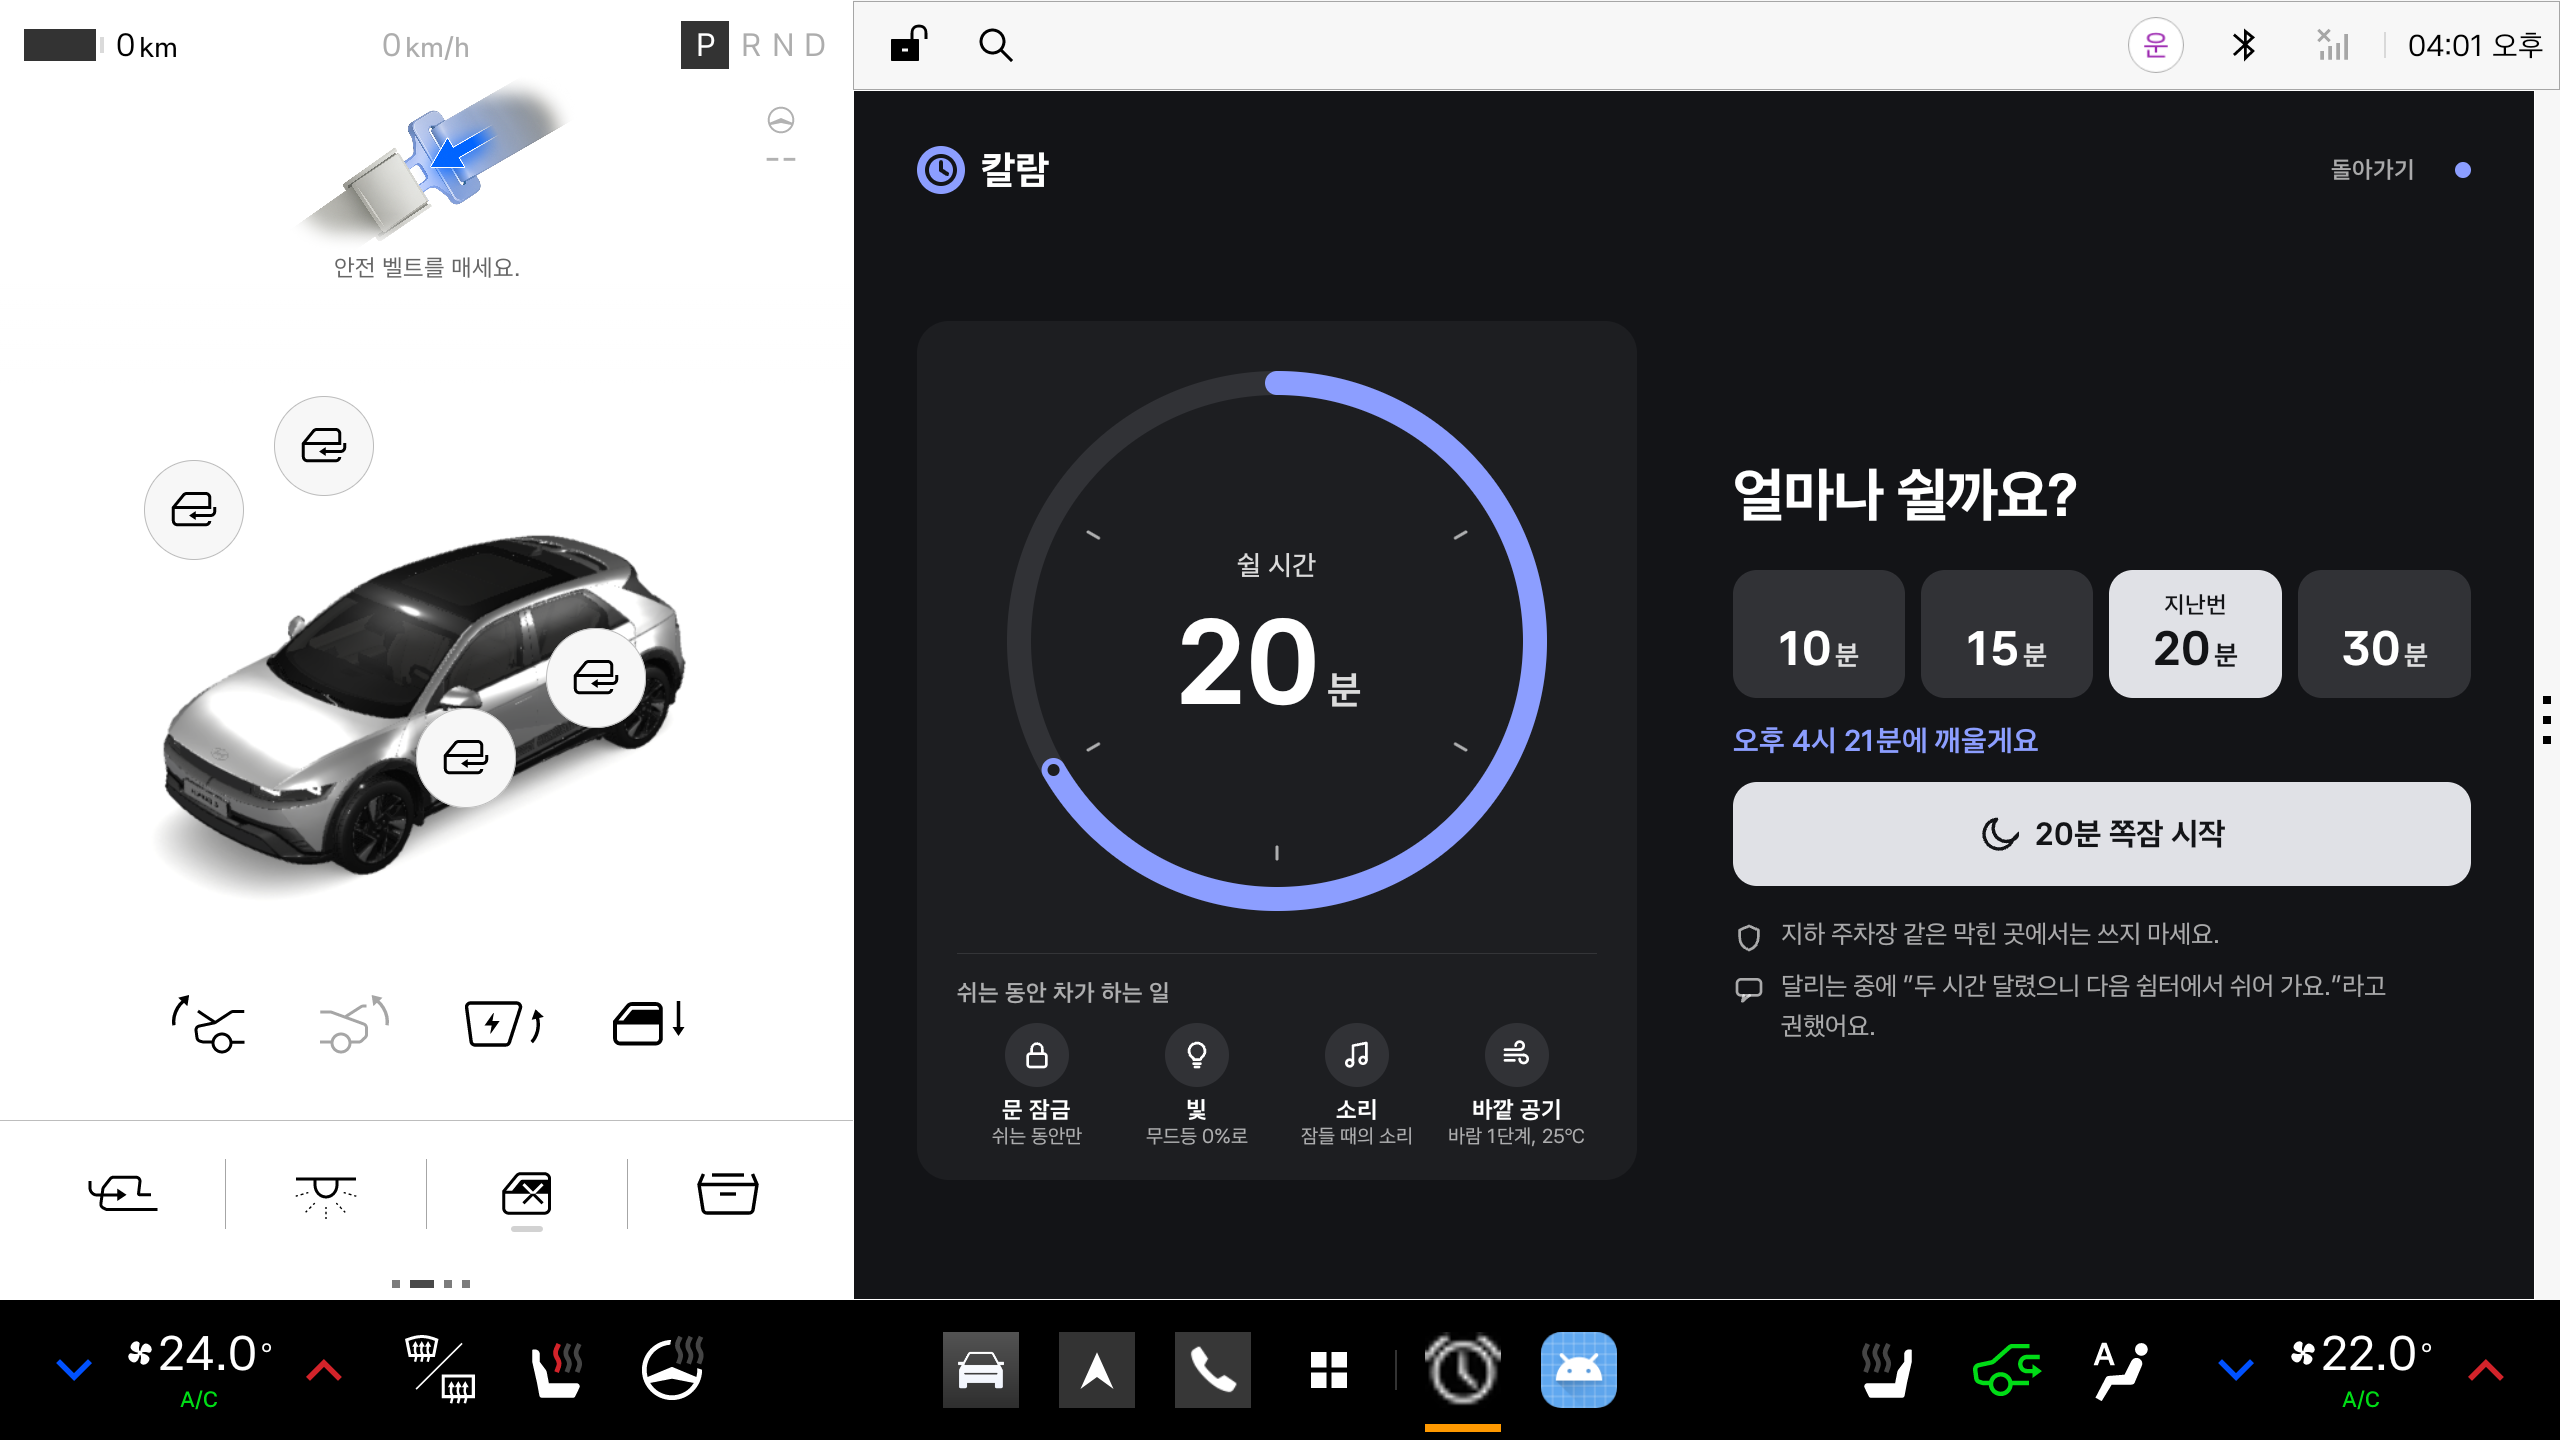 0 km
0 km/h
P R N D
운
04:01 오후
안전 벨트를 매세요.
칼람
돌아가기
쉴 시간
20 분
쉬는 동안 차가 하는 일
문 잠금
쉬는 동안만
빛
무드등 0%로
소리
잠들 때의 소리
바깥 공기
바람 1단계, 25°C
얼마나 쉴까요?
10 분
15 분
지난번
20 분
30 분
오후 4시 21분에 깨울게요
20분 쪽잠 시작
지하 주차장 같은 막힌 곳에서는 쓰지 마세요.
달리는 중에 "두 시간 달렸으니 다음 쉼터에서 쉬어 가요."라고
권했어요.
24.0°
A/C
A
22.0°
A/C